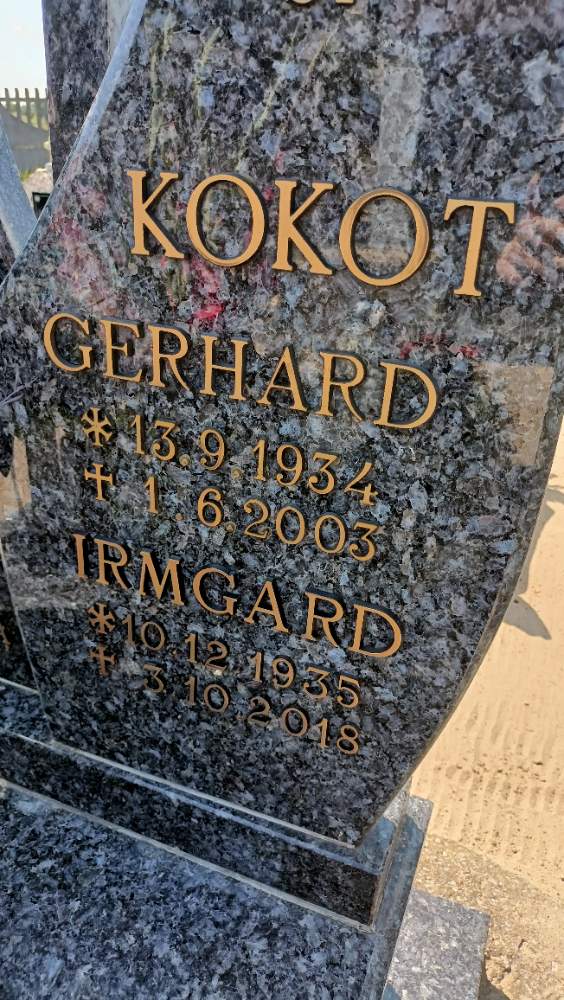 KOKOT
GERHARD
* 13.9.1934
† 1.6.2003
IRMGARD
* 10.12.1935
† 3.10.2018